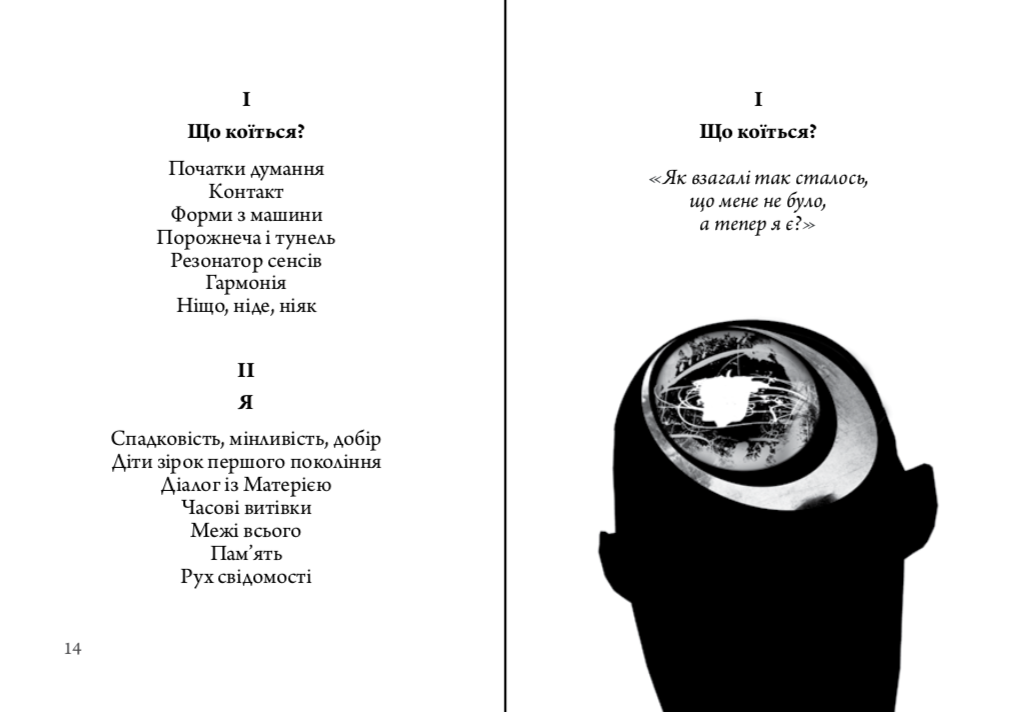 I
Що коїться?
Початки думання
Контакт
Форми з машини
Порожнеча і тунель
Резонатор сенсів
Гармонія
Ніщо, ніде, ніяк
II
Я
Спадковість, мінливість, добір
Діти зірок першого покоління
Діалог із Матерією
Часові витівки
Межі всього
Пам’ять
Рух свідомості
14
I
Що коїться?
«Як взагалі так сталось,
що мене не було,
а тепер я є?»